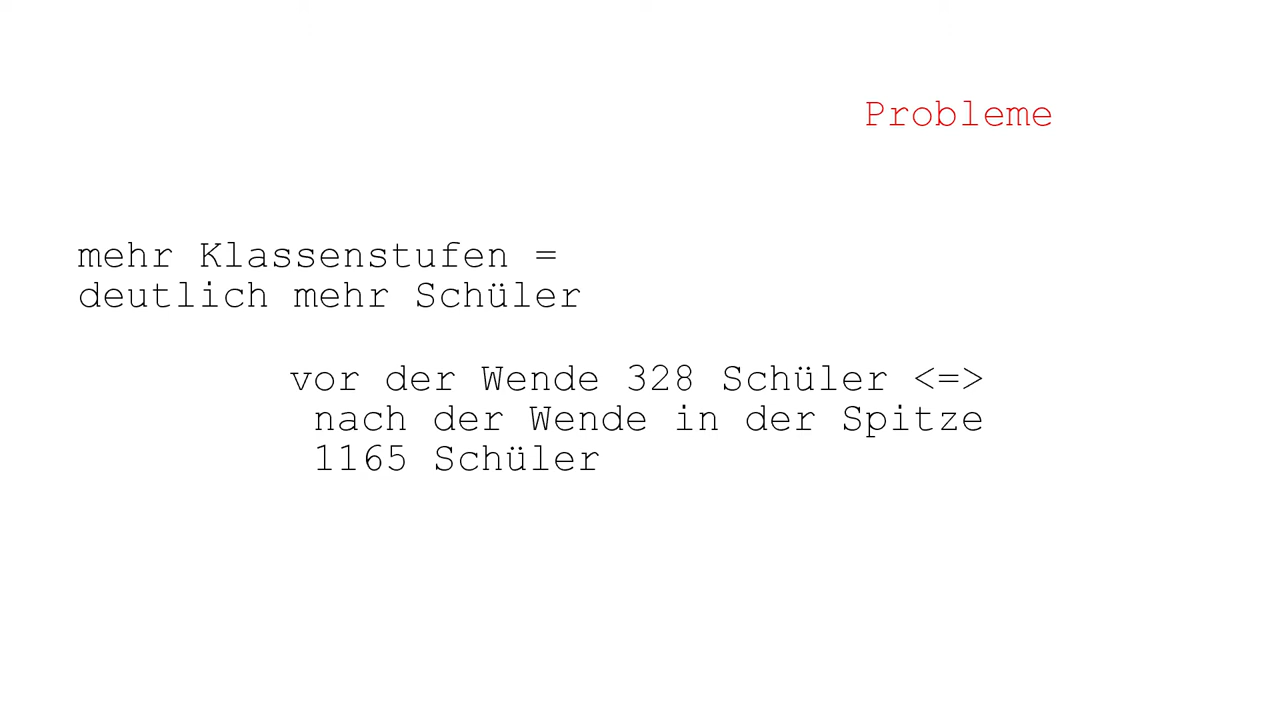 Probleme
mehr Klassenstufen =
deutlich mehr Schüler
vor der Wende 328 Schüler <=>
nach der Wende in der Spitze
1165 Schüler